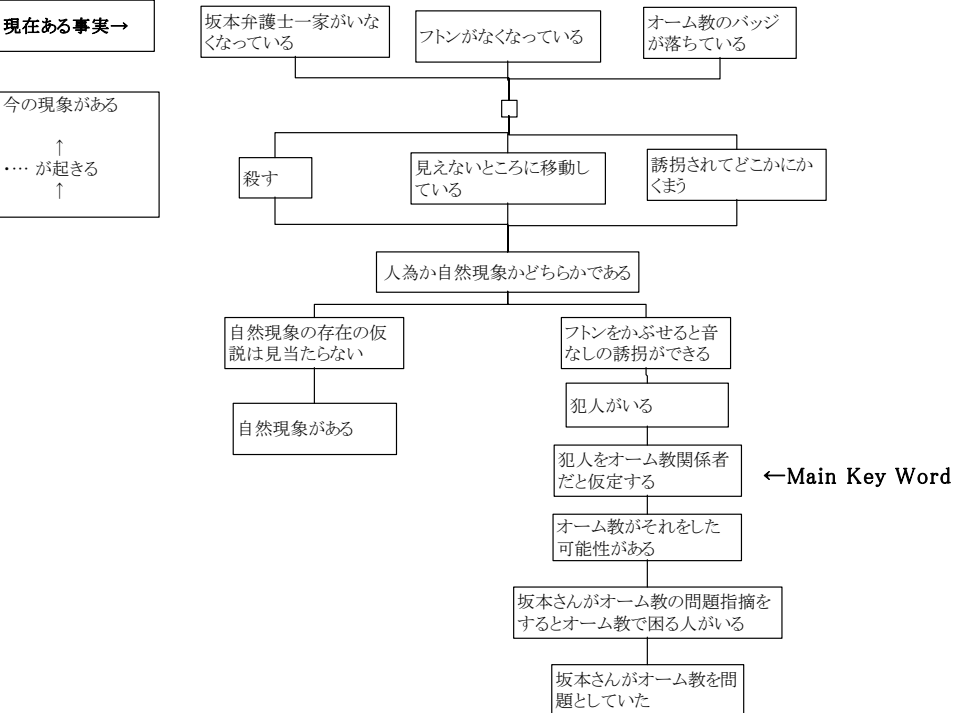 現在ある事実→
坂本弁護士一家がいな
くなっている
フトンがなくなっている
オーム教のバッジ
が落ちている
今の現象がある
↑
・… が起きる
↑
殺す
見えないところに移動し
ている
誘拐されてどこかにか
くまう
人為か自然現象かどちらかである
自然現象の存在の仮
説は見当たらない
フトンをかぶせると音
なしの誘拐ができる
自然現象がある
犯人がいる
犯人をオーム教関係者
だと仮定する
←Main Key Word
オーム教がそれをした
可能性がある
坂本さんがオーム教の問題指摘を
するとオーム教で困る人がいる
坂本さんがオーム教を問
題としていた